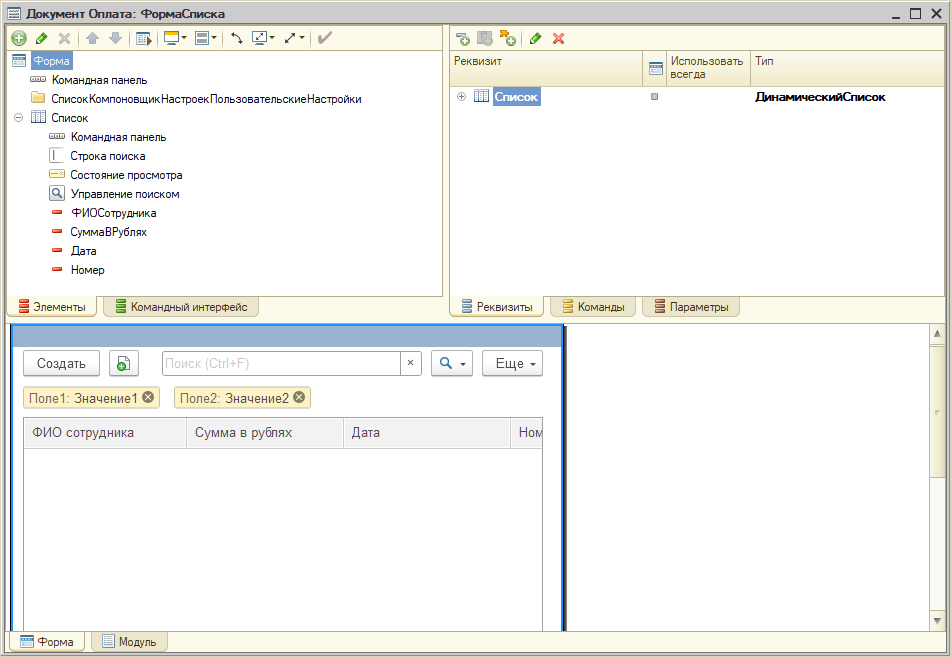 Документ Оплата: ФормаСписка
Форма
Командная панель
СписокКомпоновщикНастроекПользовательскиеНастройки
Список
Командная панель
Строка поиска
Состояние просмотра
Управление поиском
ФИОСотрудника
СуммаВРублях
Дата
Номер
Элементы
Командный интерфейс
Реквизит
Использовать
всегда
Тип
Список
ДинамическийСписок
Реквизиты
Команды
Параметры
Создать
Поиск (Ctrl+F)
×
Еще
Поле1: Значение1
Поле2: Значение2
ФИО сотрудника
Сумма в рублях
Дата
Ном
Форма
Модуль